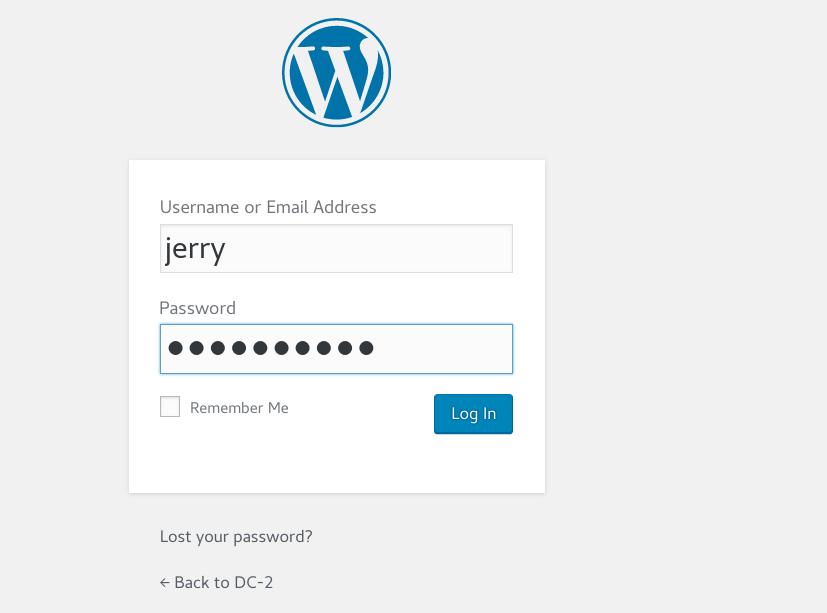 Username or Email Address
jerry
Password
Remember Me
Log In
Lost your password?
← Back to DC-2